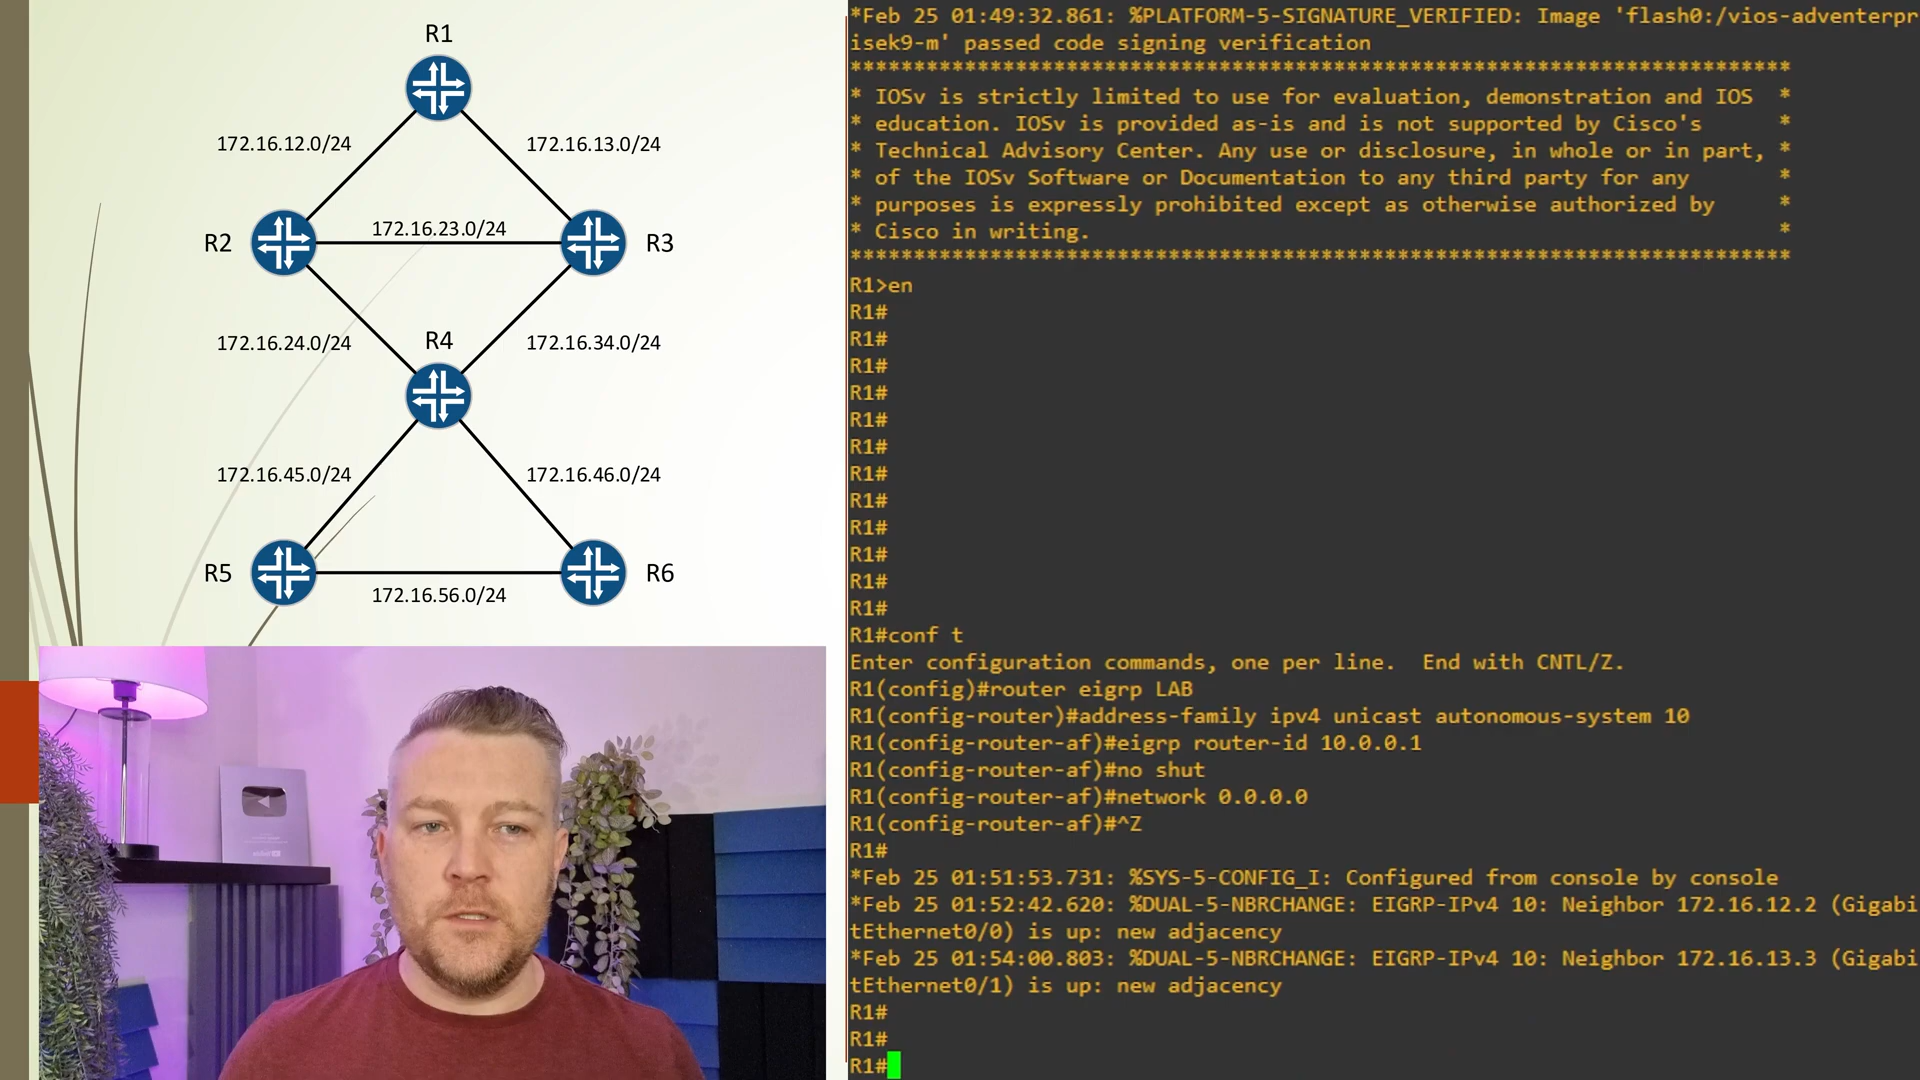 R1
172.16.12.0/24
172.16.13.0/24
R2
172.16.23.0/24
R3
172.16.24.0/24
R4
172.16.34.0/24
172.16.45.0/24
172.16.46.0/24
R5
172.16.56.0/24
R6
*Feb 25 01:49:32.861: %PLATFORM-5-SIGNATURE_VERIFIED: Image 'flash0:/vios-adventerpr
isek9-m' passed code signing verification
**************************************************************************
* IOSv is strictly limited to use for evaluation, demonstration and IOS  *
* education. IOSv is provided as-is and is not supported by Cisco's      *
* Technical Advisory Center. Any use or disclosure, in whole or in part, *
* of the IOSv Software or Documentation to any third party for any       *
* purposes is expressly prohibited except as otherwise authorized by     *
* Cisco in writing.                                                      *
**************************************************************************
R1>en
R1#
R1#
R1#
R1#
R1#
R1#
R1#
R1#
R1#
R1#
R1#
R1#
R1#conf t
Enter configuration commands, one per line.  End with CNTL/Z.
R1(config)#router eigrp LAB
R1(config-router)#address-family ipv4 unicast autonomous-system 10
R1(config-router-af)#eigrp router-id 10.0.0.1
R1(config-router-af)#no shut
R1(config-router-af)#network 0.0.0.0
R1(config-router-af)#^Z
R1#
*Feb 25 01:51:53.731: %SYS-5-CONFIG_I: Configured from console by console
*Feb 25 01:52:42.620: %DUAL-5-NBRCHANGE: EIGRP-IPv4 10: Neighbor 172.16.12.2 (Gigabi
tEthernet0/0) is up: new adjacency
*Feb 25 01:54:00.803: %DUAL-5-NBRCHANGE: EIGRP-IPv4 10: Neighbor 172.16.13.3 (Gigabi
tEthernet0/1) is up: new adjacency
R1#
R1#
R1#